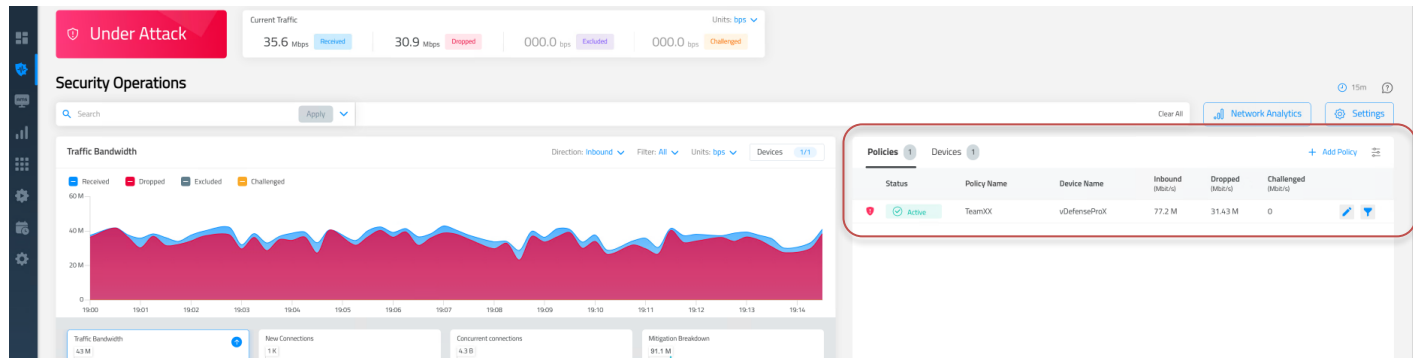 Under Attack
Current Traffic
Units: bps
35.6 Mbps Received
30.9 Mbps Dropped
000.0 bps Excluded
000.0 bps Challenged
Security Operations
15m
Search
Apply
Clear All
Network Analytics
Settings
Traffic Bandwidth
Direction: Inbound
Filter: All
Units: bps
Devices 1/1
Received
Dropped
Excluded
Challenged
60 M
40 M
20 M
0
19:00 19:01 19:02 19:03 19:04 19:05 19:06 19:07 19:08 19:09 19:10 19:11 19:12 19:13 19:14
Policies 1
Devices 1
+ Add Policy
Status Policy Name Device Name Inbound (Mbit/s) Dropped (Mbit/s) Challenged (Mbit/s)
Active TeamXX vDefenseProX 77.2 M 31.43 M 0
Traffic Bandwidth
43 M
New Connections
1 K
Concurrent connections
4.3 B
Mitigation Breakdown
91.1 M